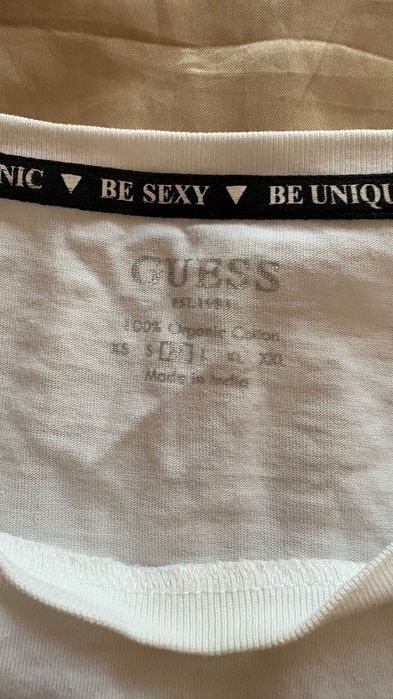 NIC ▼ BE SEXY ▼ BE UNIQU
GUESS
EST. 1981
100% Organic Cotton
XS S [M] L XL XXL
Made in India